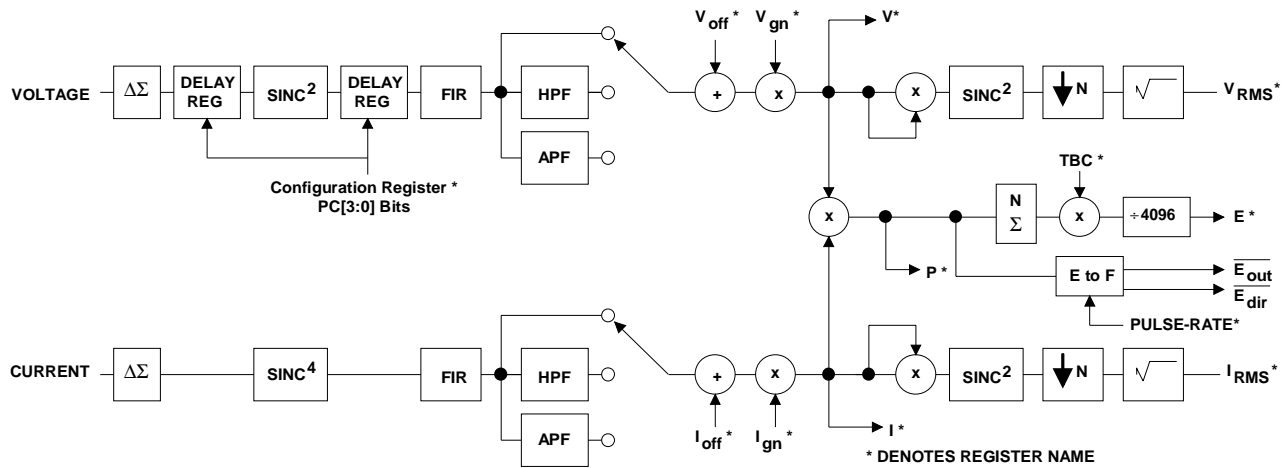 V off *
V gn *
V*
VOLTAGE
ΔΣ
DELAY REG
SINC²
DELAY REG
FIR
HPF
APF
+
x
x
SINC²
N
√
V RMS*
Configuration Register *
PC[3:0] Bits
TBC *
x
N
Σ
x
÷4096
E *
P *
E to F
E̅o̅u̅t̅
E̅d̅i̅r̅
PULSE-RATE*
CURRENT
ΔΣ
SINC⁴
FIR
HPF
APF
+
x
x
SINC²
N
√
I RMS*
I off *
I gn *
I *
* DENOTES REGISTER NAME